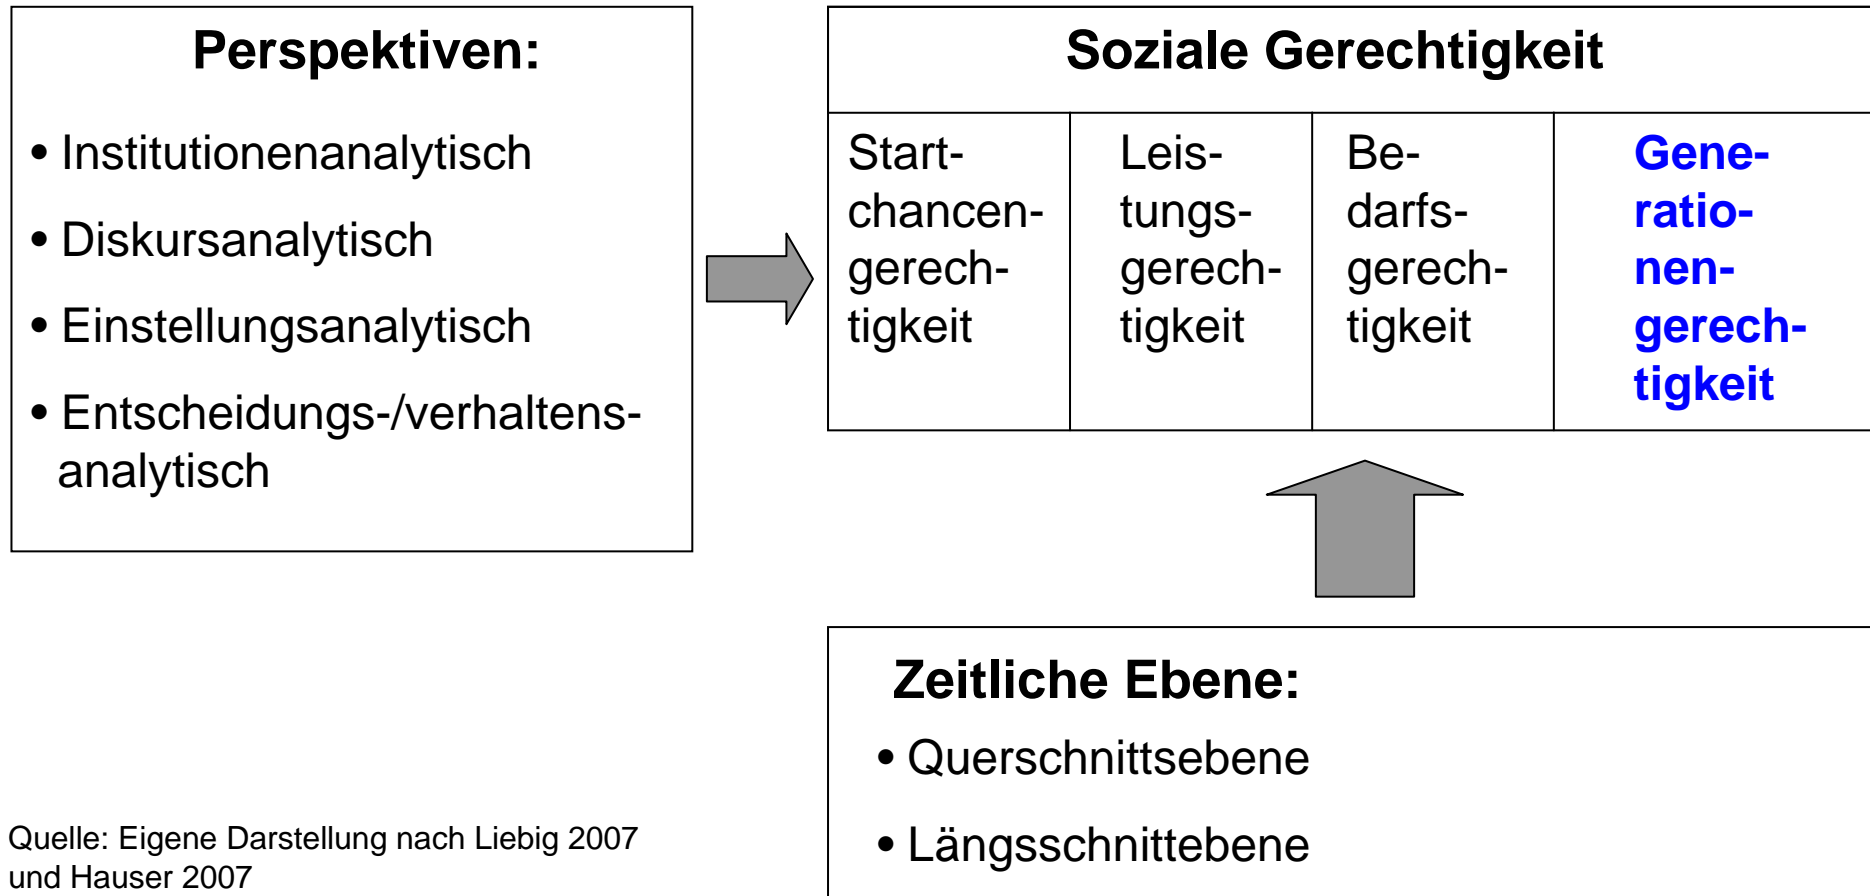 Perspektiven:
• Institutionenanalytisch
• Diskursanalytisch
• Einstellungsanalytisch
• Entscheidungs-/verhaltens-
analytisch
Soziale Gerechtigkeit
Start-
chancen-
gerech-
tigkeit
Leis-
tungs-
gerech-
tigkeit
Be-
darfs-
gerech-
tigkeit
Gene-
ratio-
nen-
gerech-
tigkeit
Zeitliche Ebene:
• Querschnittsebene
• Längsschnittebene
Quelle: Eigene Darstellung nach Liebig 2007
und Hauser 2007